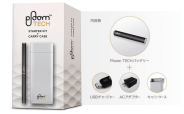 ploom
TECH
STARTER KIT
+
CARRY CASE
内容物
Ploom TECHバッテリー
+
USBチャージャー
ACアダプター
キャリーケース